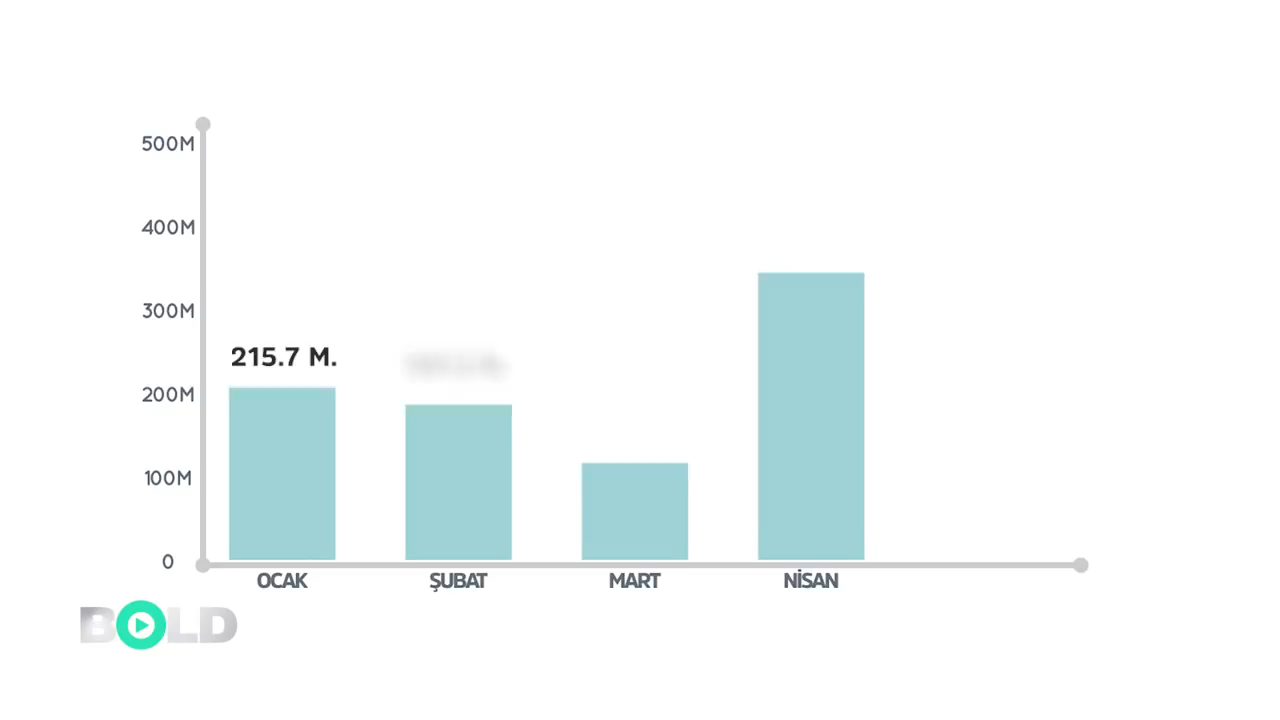 500M
400M
300M
200M
100M
0
215.7 M.
OCAK
ŞUBAT
MART
NİSAN
BOLD